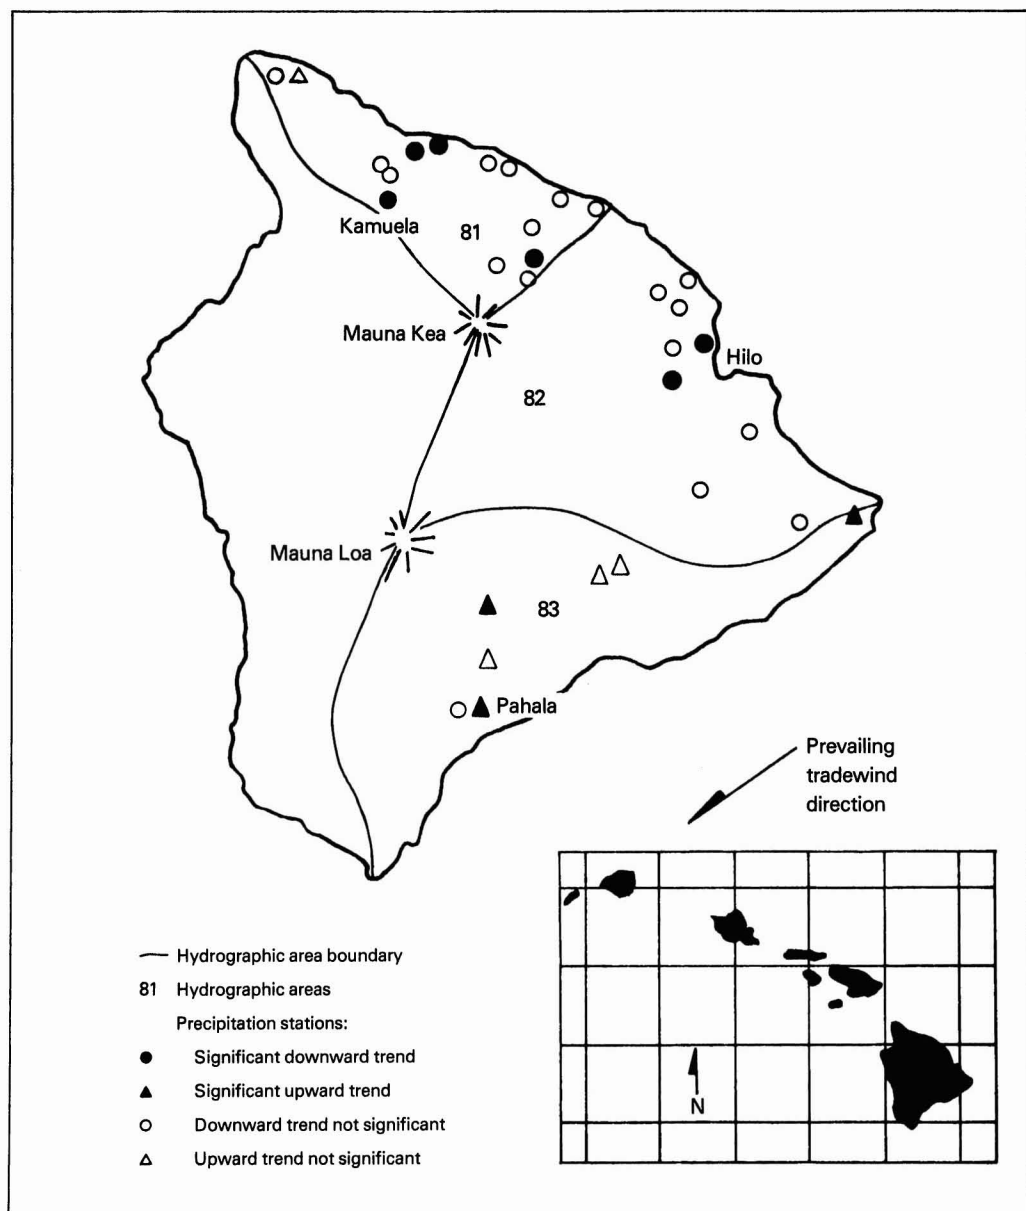 Kamuela
81
Mauna Kea
Hilo
82
Mauna Loa
83
Pahala
Prevailing
tradewind
direction
Hydrographic area boundary
81 Hydrographic areas
Precipitation stations:
Significant downward trend
Significant upward trend
Downward trend not significant
Upward trend not significant
N